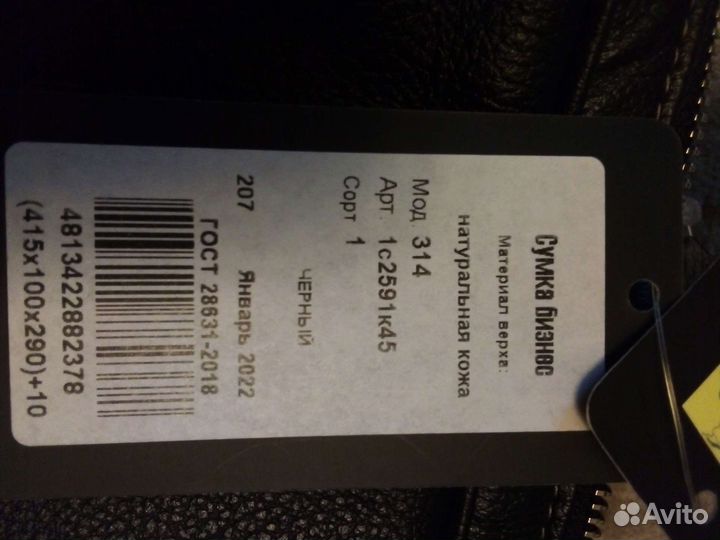 Сумка бизнес
Материал верха:
натуральная кожа
Мод. 314
Арт. 1с2591к45
Сорт 1
ЧЕРНЫЙ
207 Январь 2022
ГОСТ 28631-2018
4813422882378
(415х100х290)+10
Avito